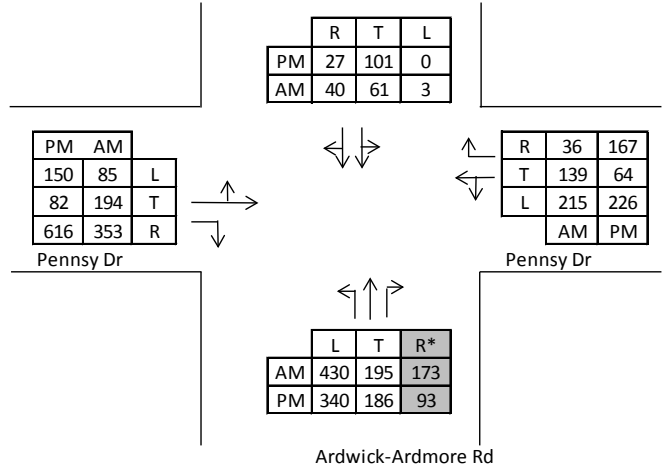 R T L
PM 27 101 0
AM 40 61 3
PM AM
150 85 L
82 194 T
616 353 R
Pennsy Dr
R 36 167
T 139 64
L 215 226
AM PM
Pennsy Dr
L T R*
AM 430 195 173
PM 340 186 93
Ardwick-Ardmore Rd